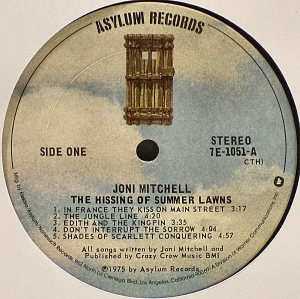 ASYLUM RECORDS
SIDE ONE
STEREO
7E-1051-A
CTH)
JONI MITCHELL
THE HISSING OF SUMMER LAWNS
1. IN FRANCE THEY KISS ON MAIN STREET 3:17
2. THE JUNGLE LINE 4:20
3. EDITH AND THE KINGPIN 3:35
4. DON'T INTERRUPT THE SORROW 4:06
5. SHADES OF SCARLETT CONQUERING 4:57
All songs written by Joni Mitchell and
Published by Crazy Crow Music BMI
©1975 by Asylum Records